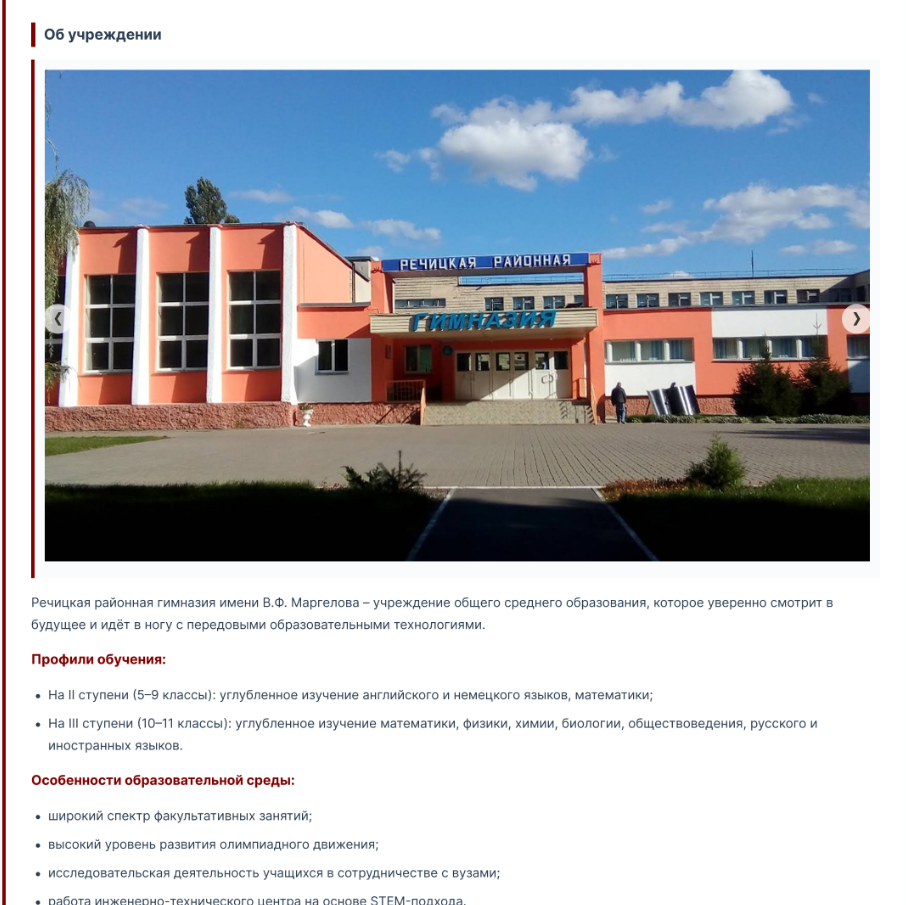 Об учреждении
РЕЧИЦКАЯ РАЙОННАЯ
ГИМНАЗИЯ
Речицкая районная гимназия имени В.Ф. Маргелова – учреждение общего среднего образования, которое уверенно смотрит в
будущее и идёт в ногу с передовыми образовательными технологиями.
Профили обучения:
• На II ступени (5–9 классы): углубленное изучение английского и немецкого языков, математики;
• На III ступени (10–11 классы): углубленное изучение математики, физики, химии, биологии, обществоведения, русского и
иностранных языков.
Особенности образовательной среды:
• широкий спектр факультативных занятий;
• высокий уровень развития олимпиадного движения;
• исследовательская деятельность учащихся в сотрудничестве с вузами;
• работа инженерно-технического центра на основе STEM-подхода.